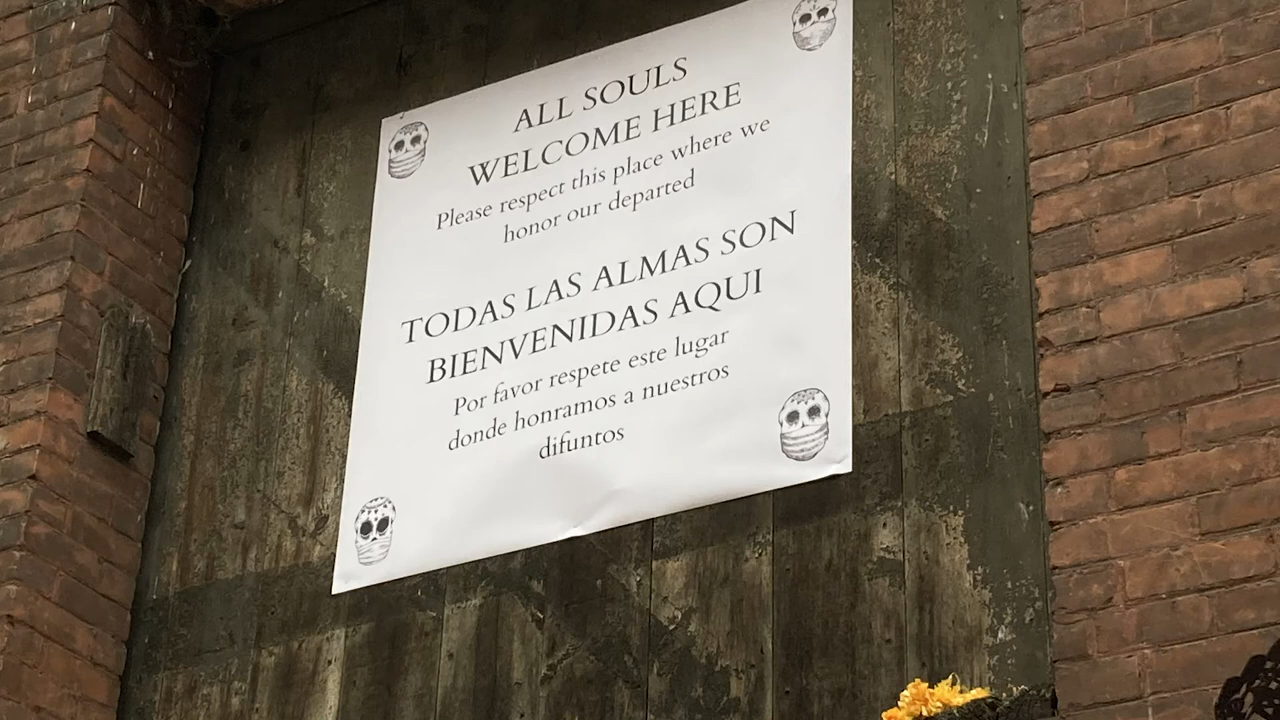 ALL SOULS
WELCOME HERE
Please respect this place where we
honor our departed
TODAS LAS ALMAS SON
BIENVENIDAS AQUI
Por favor respete este lugar
donde honramos a nuestros
difuntos